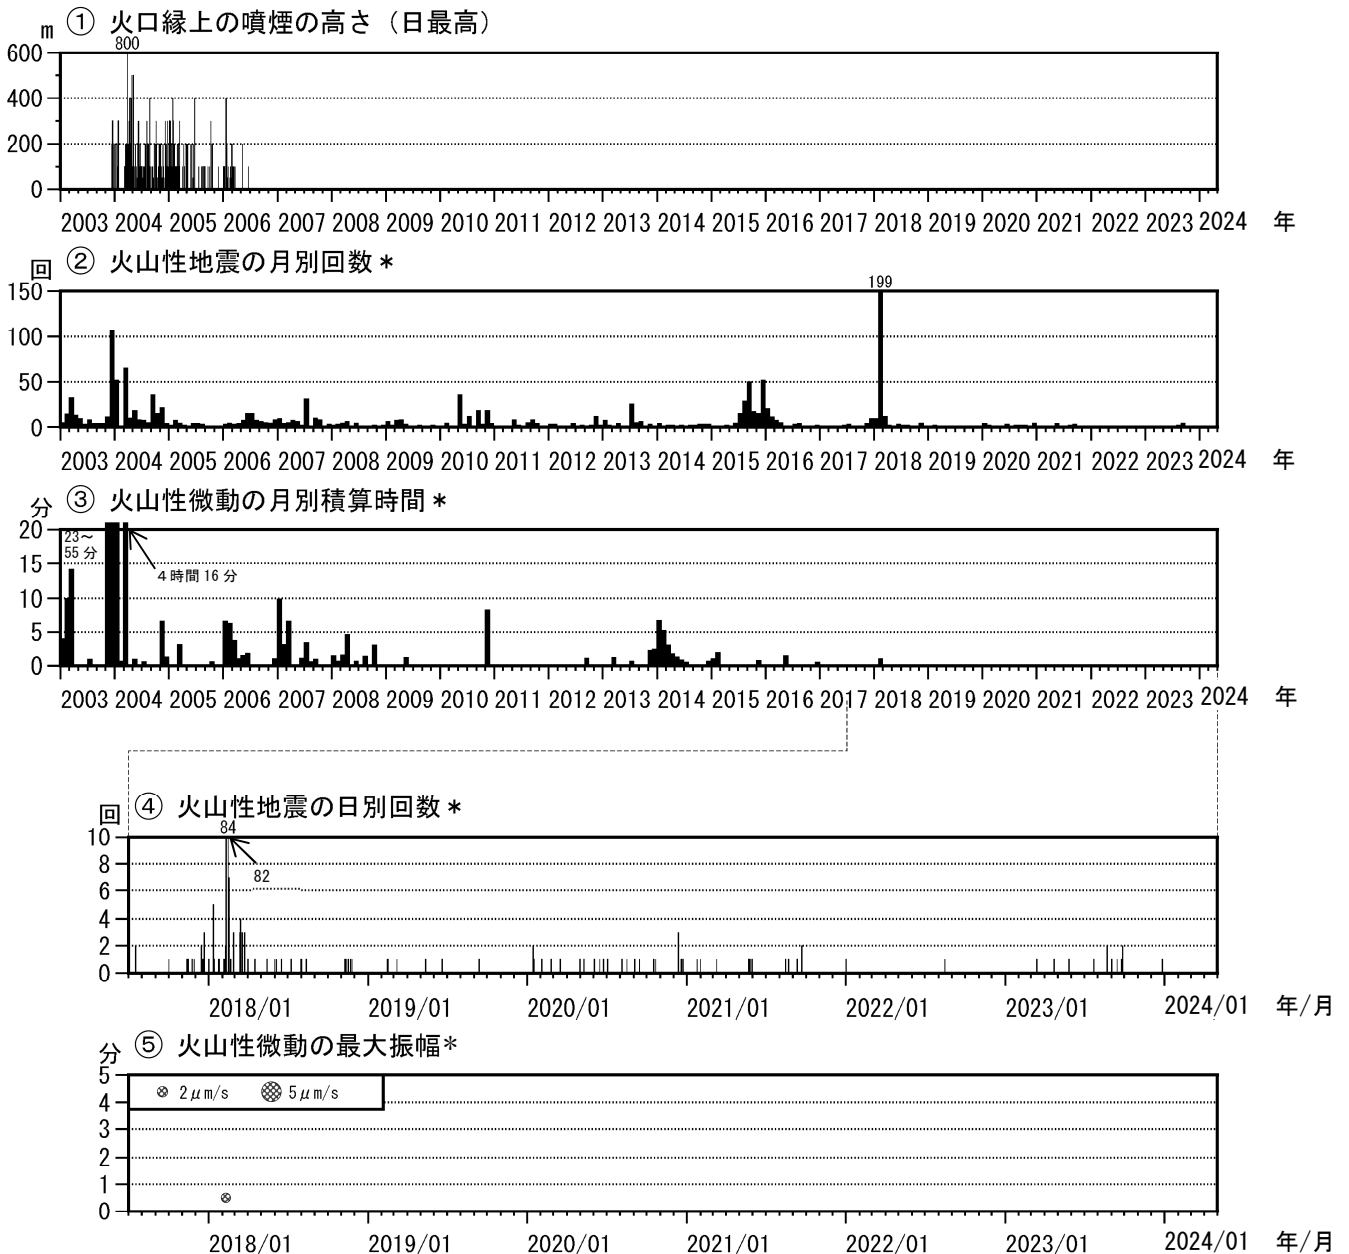 m ① 火口縁上の噴煙の高さ（日最高）
800
600
400
200
0
2003 2004 2005 2006 2007 2008 2009 2010 2011 2012 2013 2014 2015 2016 2017 2018 2019 2020 2021 2022 2023 2024 年
回 ② 火山性地震の月別回数＊
199
150
100
50
0
2003 2004 2005 2006 2007 2008 2009 2010 2011 2012 2013 2014 2015 2016 2017 2018 2019 2020 2021 2022 2023 2024 年
分 ③ 火山性微動の月別積算時間＊
20
23～
55 分
15
４時間 16 分
10
5
0
2003 2004 2005 2006 2007 2008 2009 2010 2011 2012 2013 2014 2015 2016 2017 2018 2019 2020 2021 2022 2023 2024 年
回 ④ 火山性地震の日別回数＊
84
10
8
82
6
4
2
0
2018/01 2019/01 2020/01 2021/01 2022/01 2023/01 2024/01 年/月
分 ⑤ 火山性微動の最大振幅＊
5
2μm/s 5μm/s
4
3
2
1
0
2018/01 2019/01 2020/01 2021/01 2022/01 2023/01 2024/01 年/月